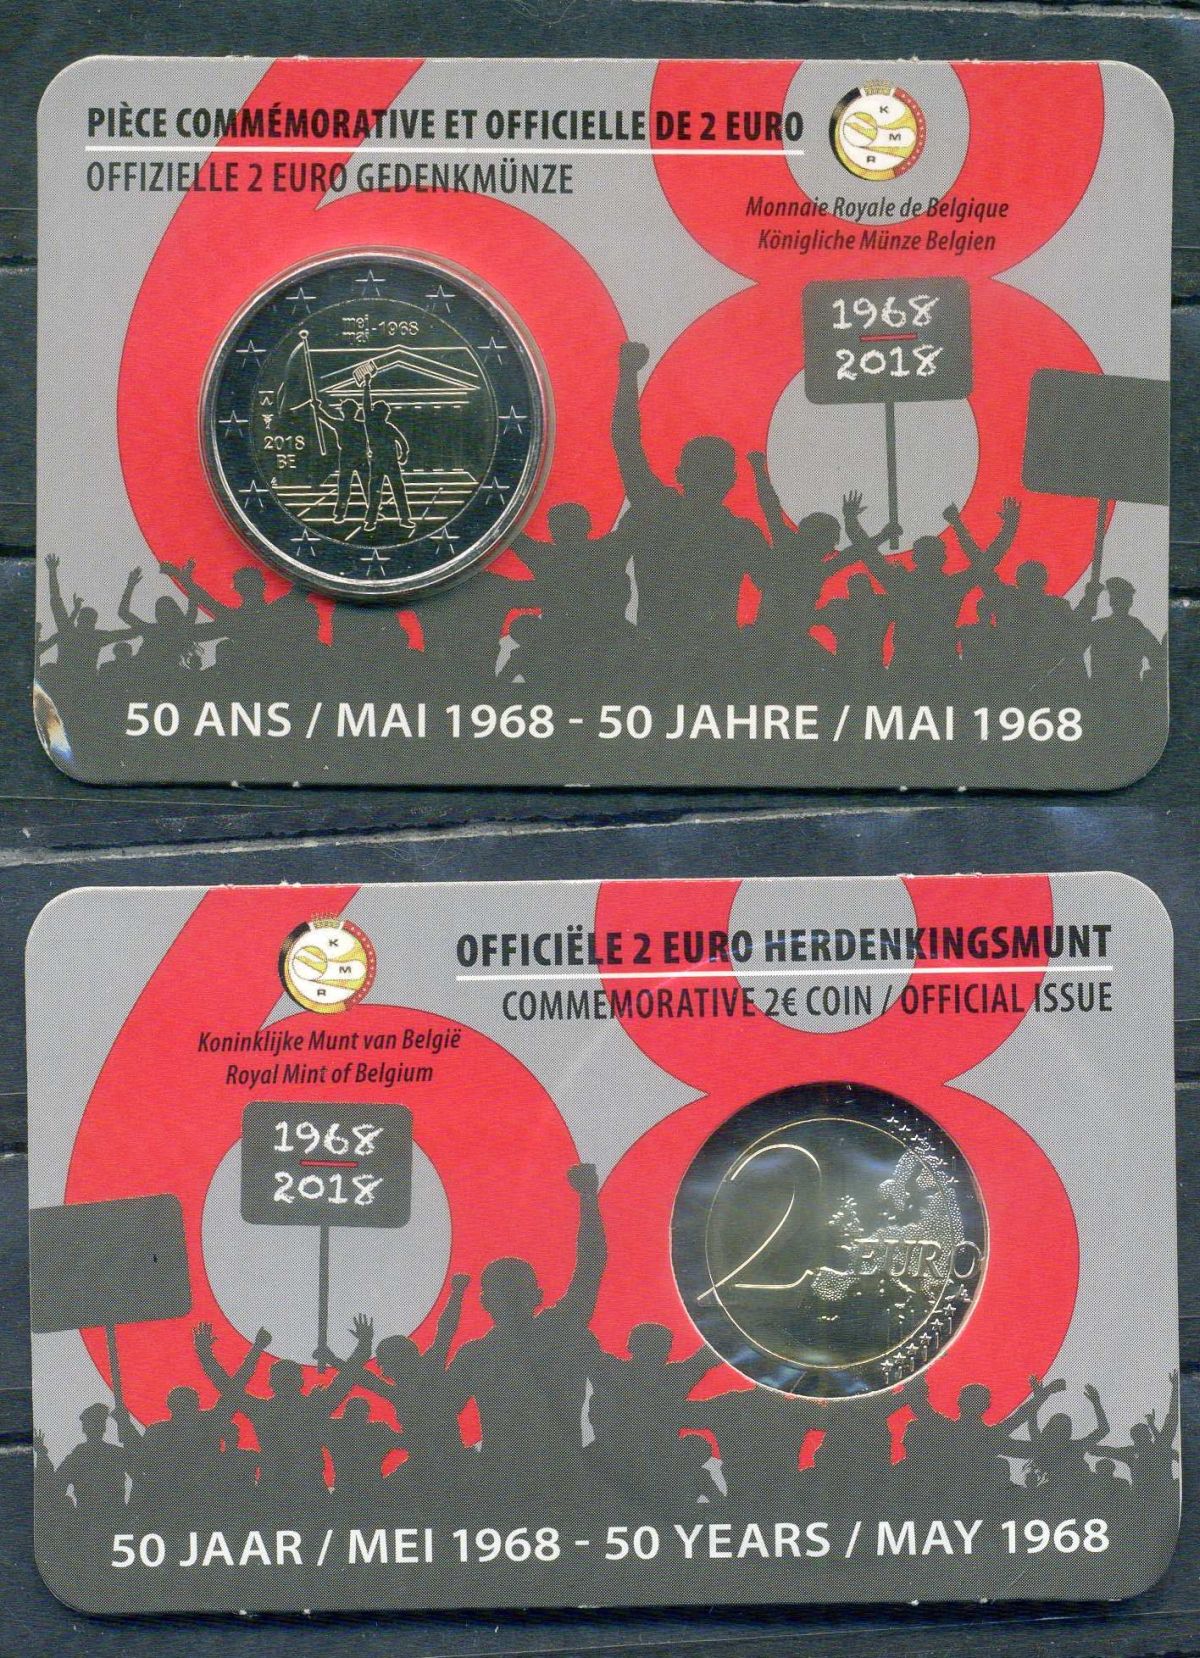 PIÈCE COMMÉMORATIVE ET OFFICIELLE DE 2 EURO
OFFIZIELLE 2 EURO GEDENKMÜNZE
K
M
R
Monnaie Royale de Belgique
Königliche Münze Belgien
1968
2018
mei
mai -1968
2018
BE
50 ANS / MAI 1968 - 50 JAHRE / MAI 1968
K
M
R
OFFICIËLE 2 EURO HERDENKINGSMUNT
COMMEMORATIVE 2€ COIN / OFFICIAL ISSUE
Koninklijke Munt van België
Royal Mint of Belgium
1968
2018
2 EURO
50 JAAR / MEI 1968 - 50 YEARS / MAY 1968